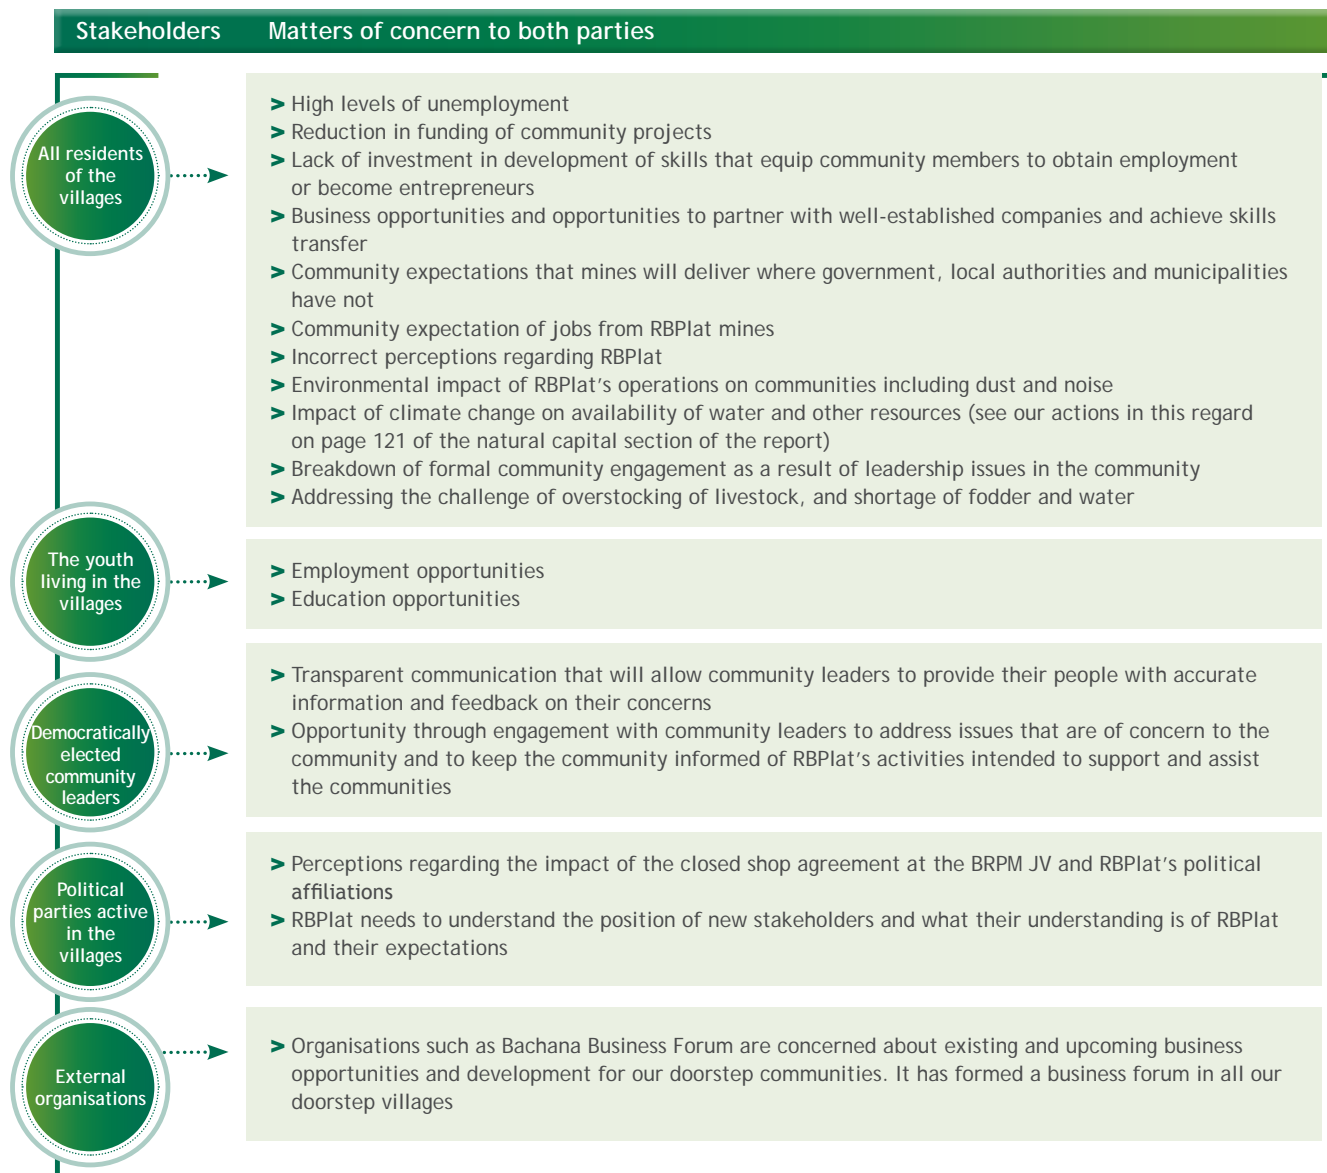 Stakeholders Matters of concern to both parties
All residents
of the
villages
> High levels of unemployment
> Reduction in funding of community projects
> Lack of investment in development of skills that equip community members to obtain employment
or become entrepreneurs
> Business opportunities and opportunities to partner with well-established companies and achieve skills
transfer
> Community expectations that mines will deliver where government, local authorities and municipalities
have not
> Community expectation of jobs from RBPlat mines
> Incorrect perceptions regarding RBPlat
> Environmental impact of RBPlat's operations on communities including dust and noise
> Impact of climate change on availability of water and other resources (see our actions in this regard
on page 121 of the natural capital section of the report)
> Breakdown of formal community engagement as a result of leadership issues in the community
> Addressing the challenge of overstocking of livestock, and shortage of fodder and water
The youth
living in the
villages
> Employment opportunities
> Education opportunities
Democratically
elected
community
leaders
> Transparent communication that will allow community leaders to provide their people with accurate
information and feedback on their concerns
> Opportunity through engagement with community leaders to address issues that are of concern to the
community and to keep the community informed of RBPlat's activities intended to support and assist
the communities
Political
parties active
in the
villages
> Perceptions regarding the impact of the closed shop agreement at the BRPM JV and RBPlat's political
affiliations
> RBPlat needs to understand the position of new stakeholders and what their understanding is of RBPlat
and their expectations
External
organisations
> Organisations such as Bachana Business Forum are concerned about existing and upcoming business
opportunities and development for our doorstep communities. It has formed a business forum in all our
doorstep villages